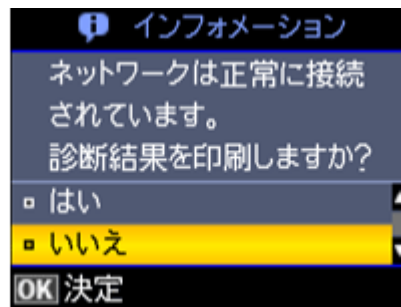 インフォメーション
ネットワークは正常に接続
されています。
診断結果を印刷しますか?
はい
いいえ
OK 決定